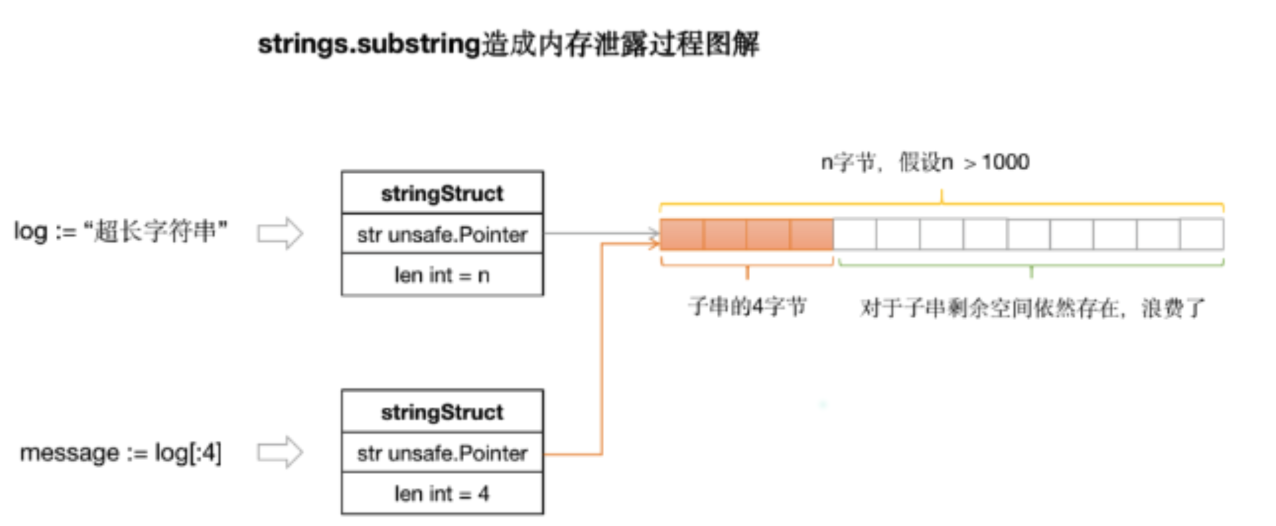 strings.substring造成内存泄露过程图解
n字节，假设n > 1000
log := “超长字符串”
stringStruct
str unsafe.Pointer
len int = n
子串的4字节
对于子串剩余空间依然存在，浪费了
message := log[:4]
stringStruct
str unsafe.Pointer
len int = 4